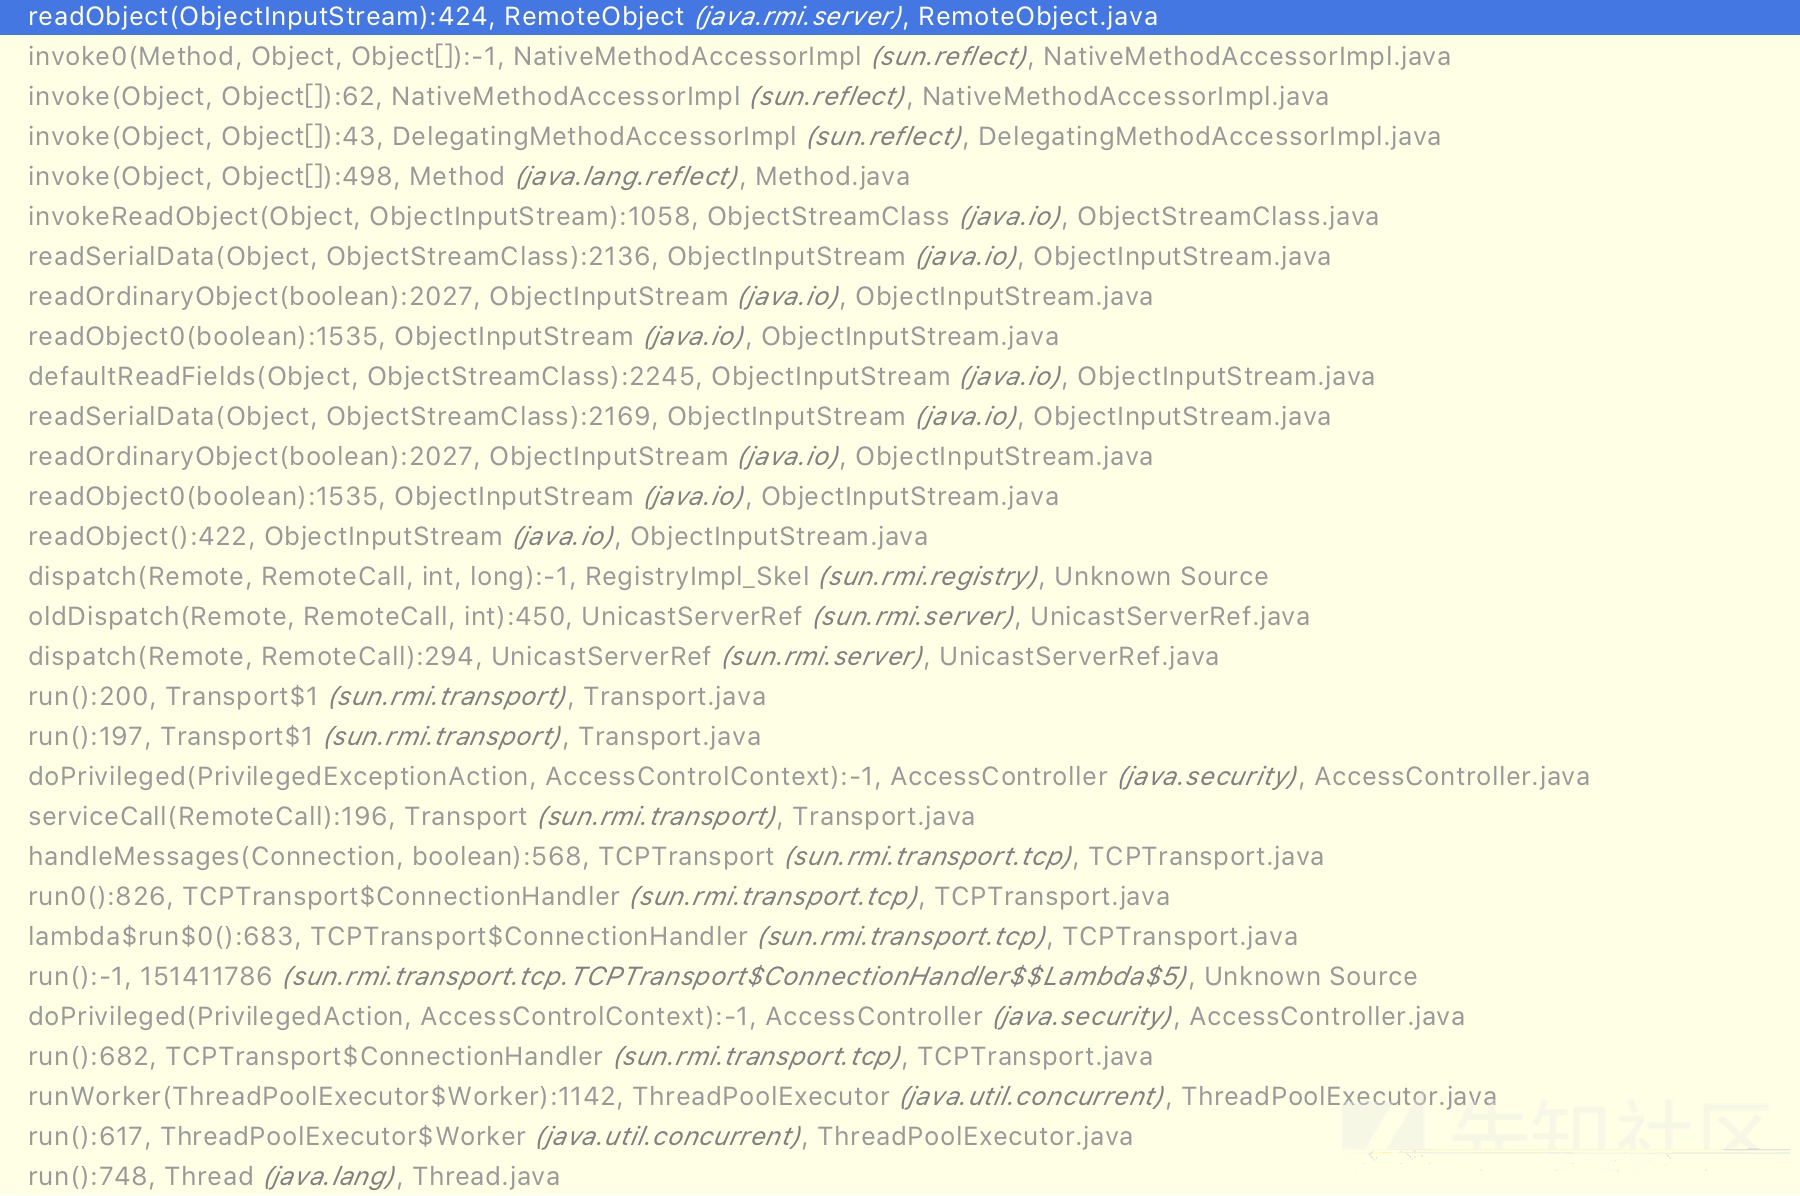 readObject(ObjectInputStream):424, RemoteObject (java.rmi.server), RemoteObject.java
invoke0(Method, Object, Object[]):-1, NativeMethodAccessorImpl (sun.reflect), NativeMethodAccessorImpl.java
invoke(Object, Object[]):62, NativeMethodAccessorImpl (sun.reflect), NativeMethodAccessorImpl.java
invoke(Object, Object[]):43, DelegatingMethodAccessorImpl (sun.reflect), DelegatingMethodAccessorImpl.java
invoke(Object, Object[]):498, Method (java.lang.reflect), Method.java
invokeReadObject(Object, ObjectInputStream):1058, ObjectStreamClass (java.io), ObjectStreamClass.java
readSerialData(Object, ObjectStreamClass):2136, ObjectInputStream (java.io), ObjectInputStream.java
readOrdinaryObject(boolean):2027, ObjectInputStream (java.io), ObjectInputStream.java
readObject0(boolean):1535, ObjectInputStream (java.io), ObjectInputStream.java
defaultReadFields(Object, ObjectStreamClass):2245, ObjectInputStream (java.io), ObjectInputStream.java
readSerialData(Object, ObjectStreamClass):2169, ObjectInputStream (java.io), ObjectInputStream.java
readOrdinaryObject(boolean):2027, ObjectInputStream (java.io), ObjectInputStream.java
readObject0(boolean):1535, ObjectInputStream (java.io), ObjectInputStream.java
readObject():422, ObjectInputStream (java.io), ObjectInputStream.java
dispatch(Remote, RemoteCall, int, long):-1, RegistryImpl_Skel (sun.rmi.registry), Unknown Source
oldDispatch(Remote, RemoteCall, int):450, UnicastServerRef (sun.rmi.server), UnicastServerRef.java
dispatch(Remote, RemoteCall):294, UnicastServerRef (sun.rmi.server), UnicastServerRef.java
run():200, Transport$1 (sun.rmi.transport), Transport.java
run():197, Transport$1 (sun.rmi.transport), Transport.java
doPrivileged(PrivilegedExceptionAction, AccessControlContext):-1, AccessController (java.security), AccessController.java
serviceCall(RemoteCall):196, Transport (sun.rmi.transport), Transport.java
handleMessages(Connection, boolean):568, TCPTransport (sun.rmi.transport.tcp), TCPTransport.java
run0():826, TCPTransport$ConnectionHandler (sun.rmi.transport.tcp), TCPTransport.java
lambda$run$0():683, TCPTransport$ConnectionHandler (sun.rmi.transport.tcp), TCPTransport.java
run():-1, 151411786 (sun.rmi.transport.tcp.TCPTransport$ConnectionHandler$$Lambda$5), Unknown Source
doPrivileged(PrivilegedAction, AccessControlContext):-1, AccessController (java.security), AccessController.java
run():682, TCPTransport$ConnectionHandler (sun.rmi.transport.tcp), TCPTransport.java
runWorker(ThreadPoolExecutor$Worker):1142, ThreadPoolExecutor (java.util.concurrent), ThreadPoolExecutor.java
run():617, ThreadPoolExecutor$Worker (java.util.concurrent), ThreadPoolExecutor.java
先知社区
run():748, Thread (java.lang), Thread.java